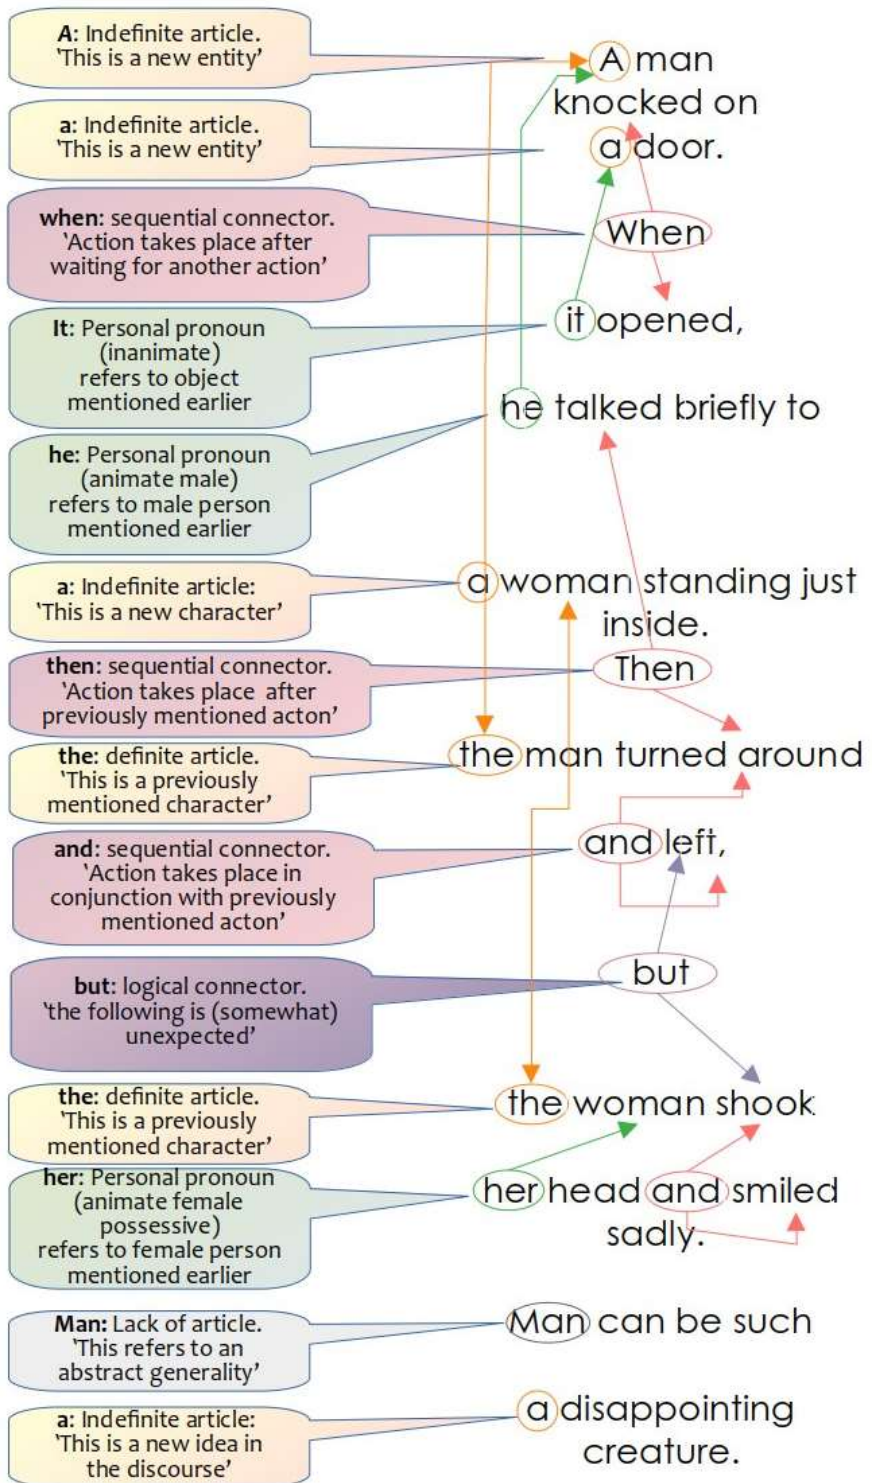 A: Indefinite article.
'This is a new entity'
A man
knocked on
a: Indefinite article.
'This is a new entity'
a door.
when: sequential connector.
'Action takes place after
waiting for another action'
When
It: Personal pronoun
(inanimate)
refers to object
mentioned earlier
it opened,
he: Personal pronoun
(animate male)
refers to male person
mentioned earlier
he talked briefly to
a: Indefinite article:
'This is a new character'
a woman standing just
inside.
then: sequential connector.
'Action takes place after
previously mentioned acton'
Then
the: definite article.
'This is a previously
mentioned character'
the man turned around
and: sequential connector.
'Action takes place in
conjunction with previously
mentioned acton'
and left,
but: logical connector.
'the following is (somewhat)
unexpected'
but
the: definite article.
'This is a previously
mentioned character'
the woman shook
her: Personal pronoun
(animate female
possessive)
refers to female person
mentioned earlier
her head and smiled
sadly.
Man: Lack of article.
'This refers to an
abstract generality'
Man can be such
a: Indefinite article:
'This is a new idea in
the discourse'
a disappointing
creature.